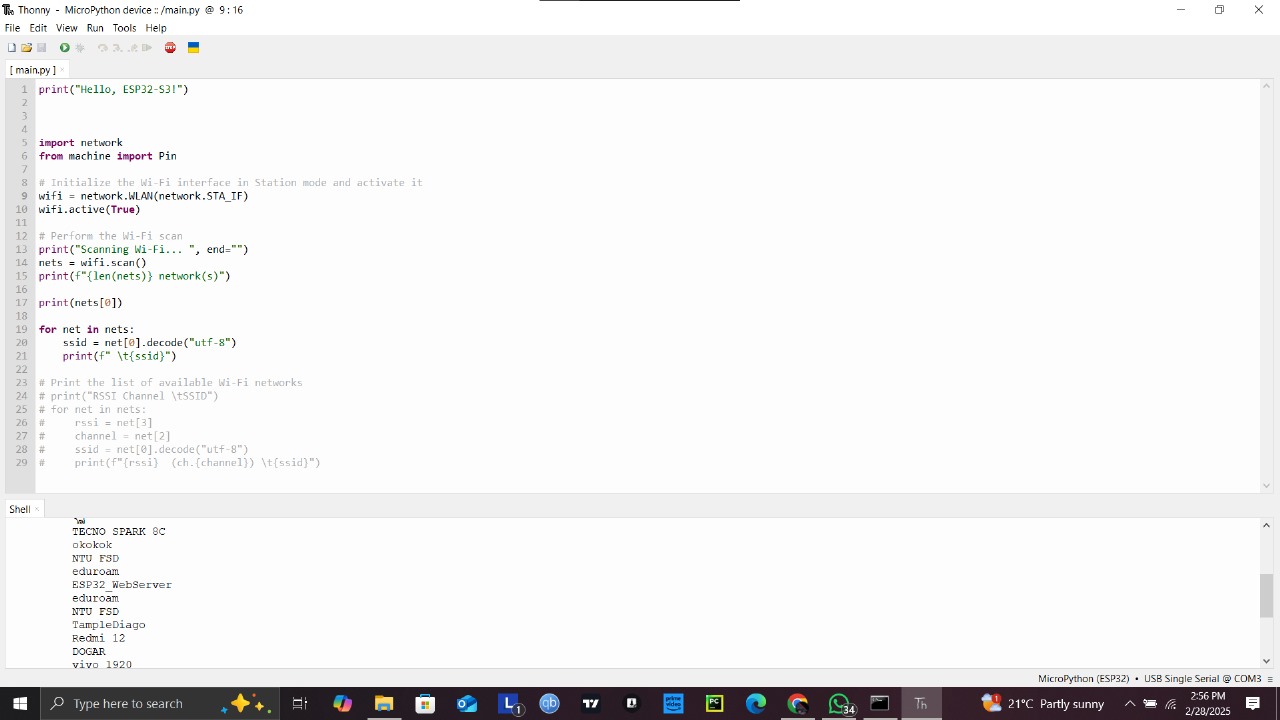 Thonny - MicroPython device :: /main.py @ 9 : 16
File Edit View Run Tools Help
[ main.py ]
1 print("Hello, ESP32-S3!")
2
3
4
5 import network
6 from machine import Pin
7
8 # Initialize the Wi-Fi interface in Station mode and activate it
9 wifi = network.WLAN(network.STA_IF)
10 wifi.active(True)
11
12 # Perform the Wi-Fi scan
13 print("Scanning Wi-Fi... ", end="")
14 nets = wifi.scan()
15 print(f"{len(nets)} network(s)")
16
17 print(nets[0])
18
19 for net in nets:
20 ssid = net[0].decode("utf-8")
21 print(f" \t{ssid}")
22
23 # Print the list of available Wi-Fi networks
24 # print("RSSI Channel \tSSID")
25 # for net in nets:
26 # rssi = net[3]
27 # channel = net[2]
28 # ssid = net[0].decode("utf-8")
29 # print(f"{rssi} (ch.{channel}) \t{ssid}")
Shell
TECNO SPARK 8C
okokok
NTU FSD
eduroam
ESP32_WebServer
eduroam
NTU FSD
TampleDiago
Redmi 12
DOGAR
vivo 1920
MicroPython (ESP32) • USB Single Serial @ COM3
Type here to search
L 1
qb
PC
34
Th
1
21°C Partly sunny
2:56 PM
2/28/2025